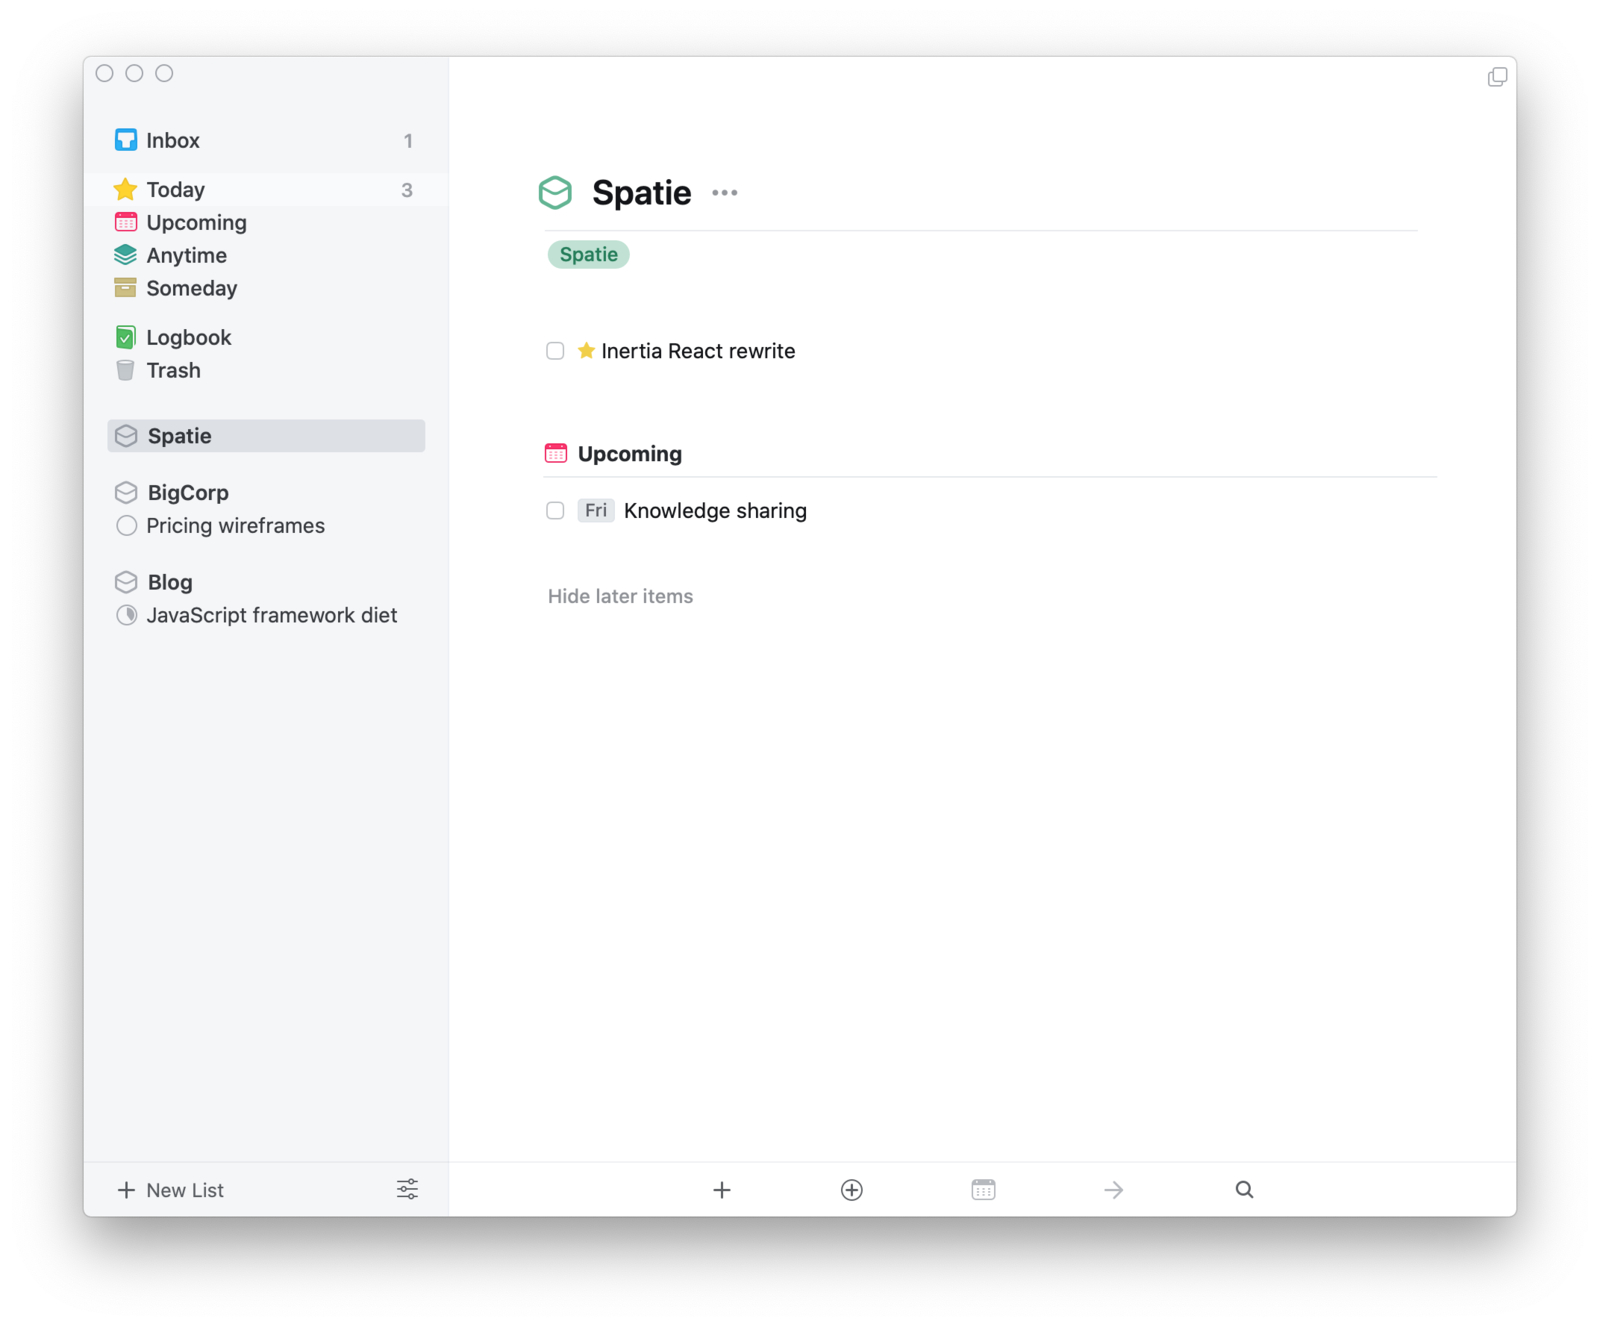 Inbox 1
Today 3
Upcoming
Anytime
Someday
Logbook
Trash
Spatie
BigCorp
Pricing wireframes
Blog
JavaScript framework diet
New List
Spatie
Spatie
Inertia React rewrite
Upcoming
Fri Knowledge sharing
Hide later items